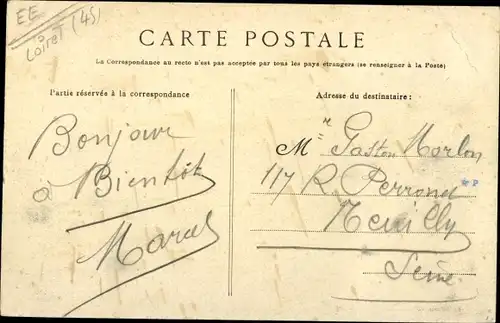 EE
Loiret (45)
CARTE POSTALE
La Correspondance au recto n'est pas acceptée par tous les pays étrangers (se renseigner à la Poste)
Partie réservée à la correspondance
Bonjour
à Bientôt
Marcel
Adresse du destinataire :
Mr Gaston Morlon
117 R. Perronet
Neuilly
Seine